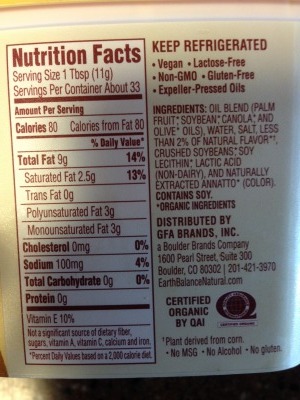 Nutrition Facts
Serving Size 1 Tbsp (11g)
Servings Per Container About 33
Amount Per Serving
Calories 80 Calories from Fat 80
% Daily Value*
Total Fat 9g 14%
Saturated Fat 2.5g 13%
Trans Fat 0g
Polyunsaturated Fat 3g
Monounsaturated Fat 3g
Cholesterol 0mg 0%
Sodium 100mg 4%
Total Carbohydrate 0g 0%
Protein 0g
Vitamin E 10%
Not a significant source of dietary fiber,
sugars, vitamin A, vitamin C, calcium and iron.
*Percent Daily Values based on a 2,000 calorie diet.
KEEP REFRIGERATED
• Vegan • Lactose-Free
• Non-GMO • Gluten-Free
• Expeller-Pressed Oils
INGREDIENTS: OIL BLEND (PALM
FRUIT,* SOYBEAN,* CANOLA,* AND
OLIVE* OILS), WATER, SALT, LESS
THAN 2% OF NATURAL FLAVOR*†,
CRUSHED SOYBEANS,* SOY
LECITHIN,* LACTIC ACID
(NON-DAIRY), AND NATURALLY
EXTRACTED ANNATTO* (COLOR).
CONTAINS SOY.
*ORGANIC INGREDIENTS
DISTRIBUTED BY
GFA BRANDS, INC.
a Boulder Brands Company
1600 Pearl Street, Suite 300
Boulder, CO 80302 | 201-421-3970
EarthBalanceNatural.com
CERTIFIED
ORGANIC
BY QAI
CERTIFIED ORGANIC
†Plant derived from corn.
• No MSG • No Alcohol • No gluten.